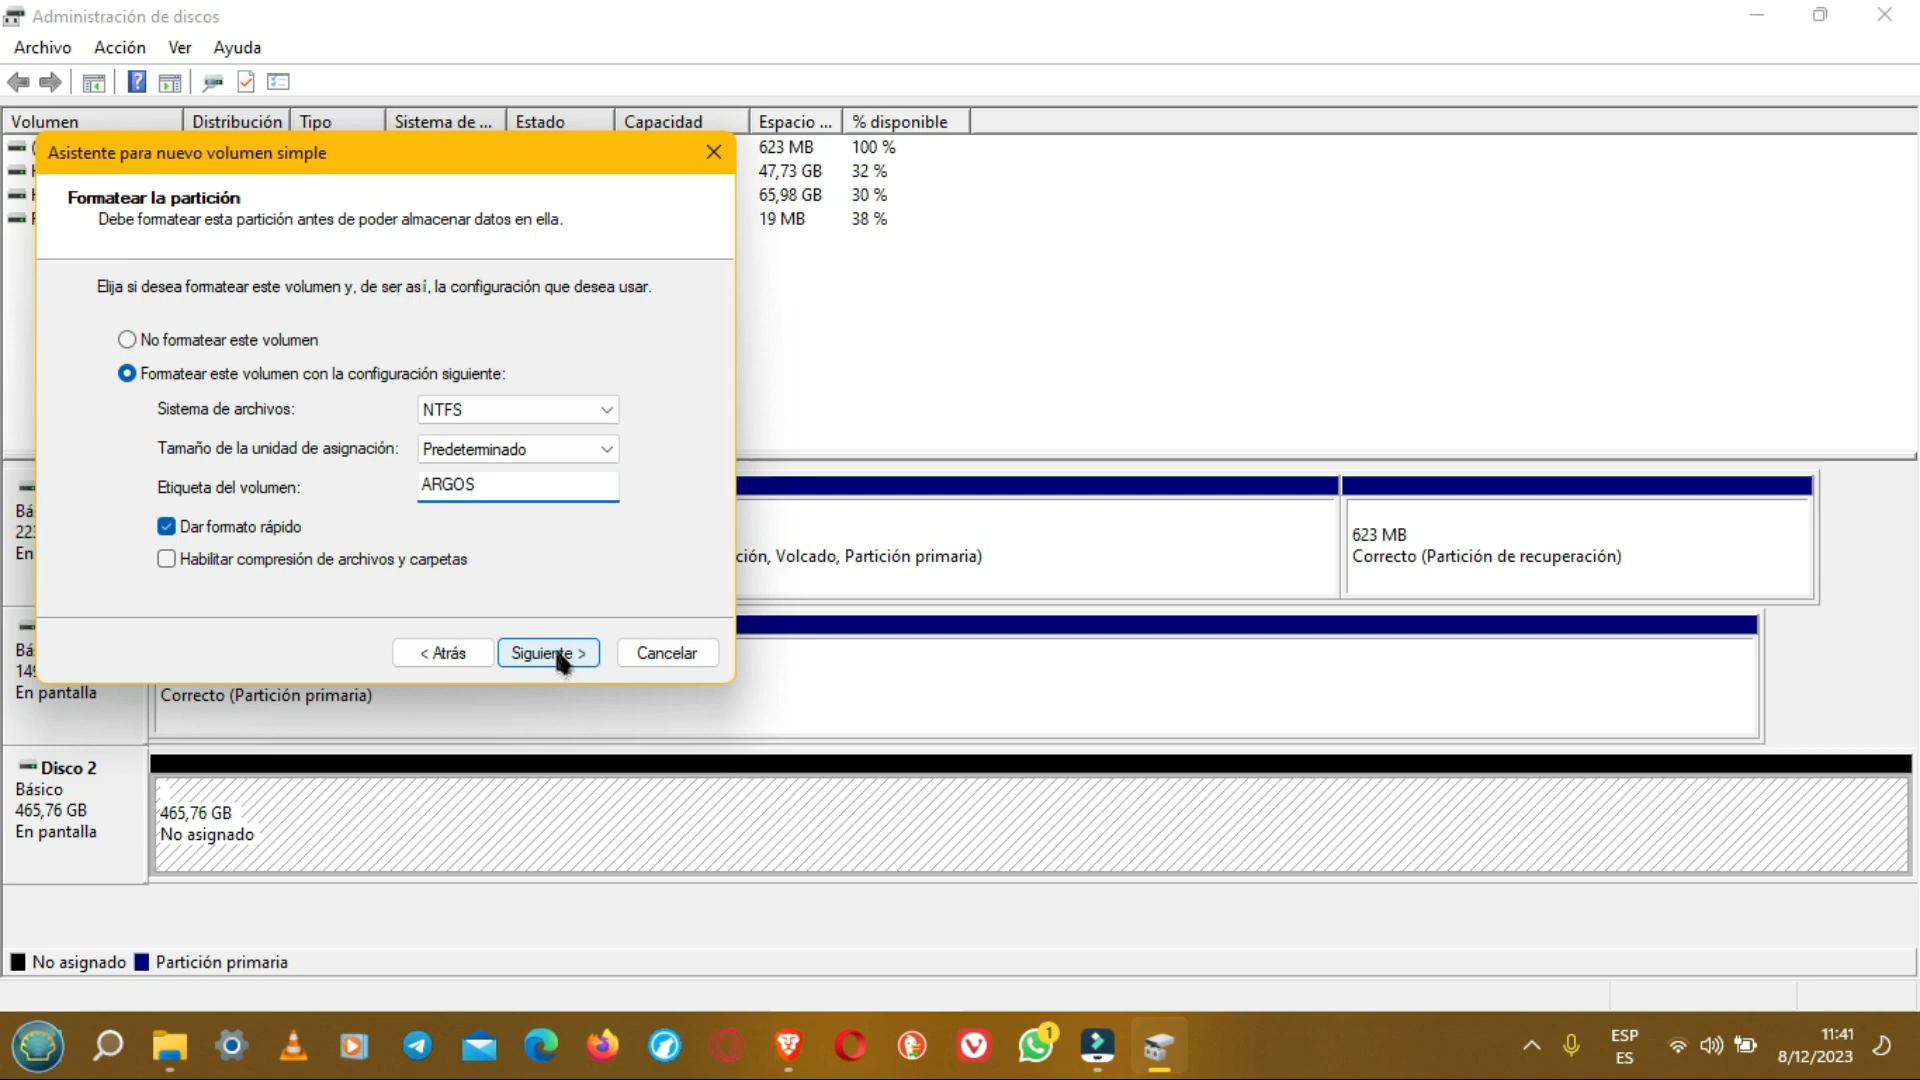 Administración de discos
Archivo Acción Ver Ayuda
Volumen Distribución Tipo Sistema de ... Estado Capacidad Espacio ... % disponible
623 MB 100 %
47,73 GB 32 %
65,98 GB 30 %
19 MB 38 %
Asistente para nuevo volumen simple
Formatear la partición
Debe formatear esta partición antes de poder almacenar datos en ella.
Elija si desea formatear este volumen y, de ser así, la configuración que desea usar.
No formatear este volumen
Formatear este volumen con la configuración siguiente:
Sistema de archivos: NTFS
Tamaño de la unidad de asignación: Predeterminado
Etiqueta del volumen: ARGOS
Dar formato rápido
Habilitar compresión de archivos y carpetas
< Atrás Siguiente > Cancelar
Bá
223
En
ción, Volcado, Partición primaria)
623 MB
Correcto (Partición de recuperación)
Bá
149
En pantalla
Correcto (Partición primaria)
Disco 2
Básico
465,76 GB
En pantalla
465,76 GB
No asignado
No asignado Partición primaria
1
ESP
ES
11:41
8/12/2023